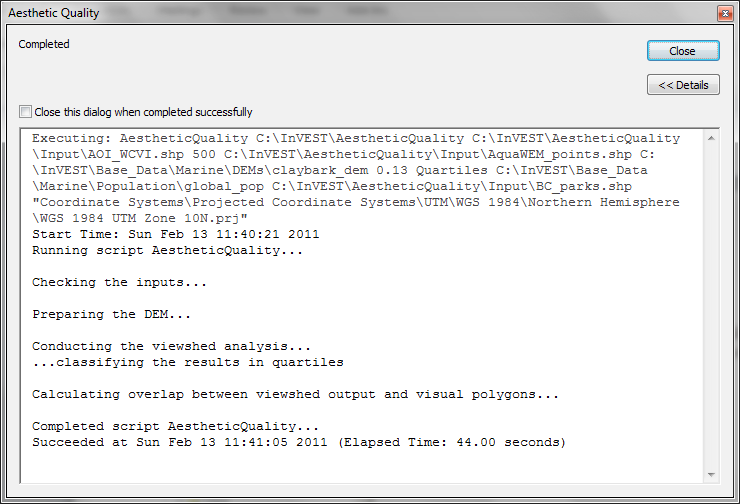 Aesthetic Quality
Completed
Close
<< Details
Close this dialog when completed successfully
Executing: AestheticQuality C:\InVEST\AestheticQuality C:\InVEST\AestheticQuality
\Input\AOI_WCVI.shp 500 C:\InVEST\AestheticQuality\Input\AquaWEM_points.shp C:
\InVEST\Base_Data\Marine\DEMs\claybark_dem 0.13 Quartiles C:\InVEST\Base_Data
\Marine\Population\global_pop C:\InVEST\AestheticQuality\Input\BC_parks.shp
"Coordinate Systems\Projected Coordinate Systems\UTM\WGS 1984\Northern Hemisphere
\WGS 1984 UTM Zone 10N.prj"
Start Time: Sun Feb 13 11:40:21 2011
Running script AestheticQuality...
Checking the inputs...
Preparing the DEM...
Conducting the viewshed analysis...
...classifying the results in quartiles
Calculating overlap between viewshed output and visual polygons...
Completed script AestheticQuality...
Succeeded at Sun Feb 13 11:41:05 2011 (Elapsed Time: 44.00 seconds)